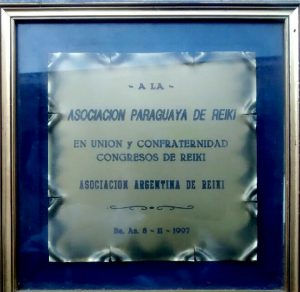 - A LA -
ASOCIACION PARAGUAYA DE REIKI
EN UNION y CONFRATERNIDAD
CONGRESOS DE REIKI
ASOCIACION ARGENTINA DE REIKI
Bs. As. 8 - 11 - 1997